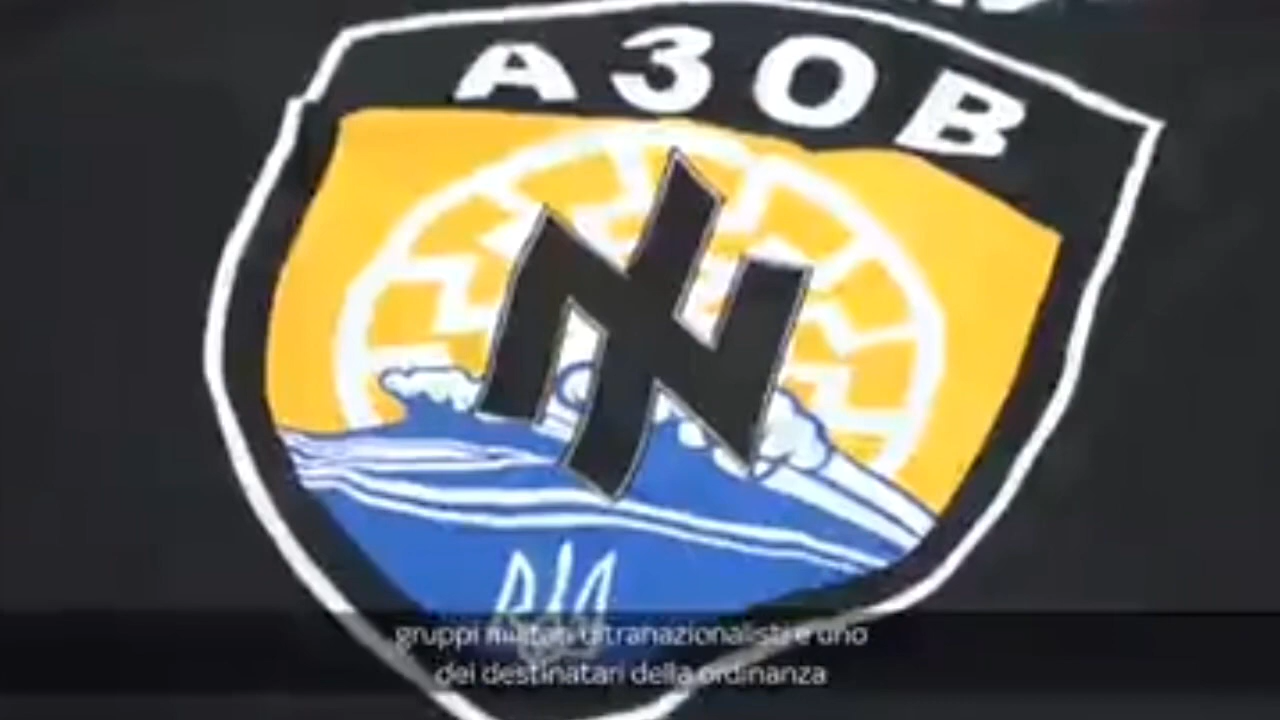 АЗОВ
gruppi militari ultranazionalisti e uno
dei destinatari della ordinanza